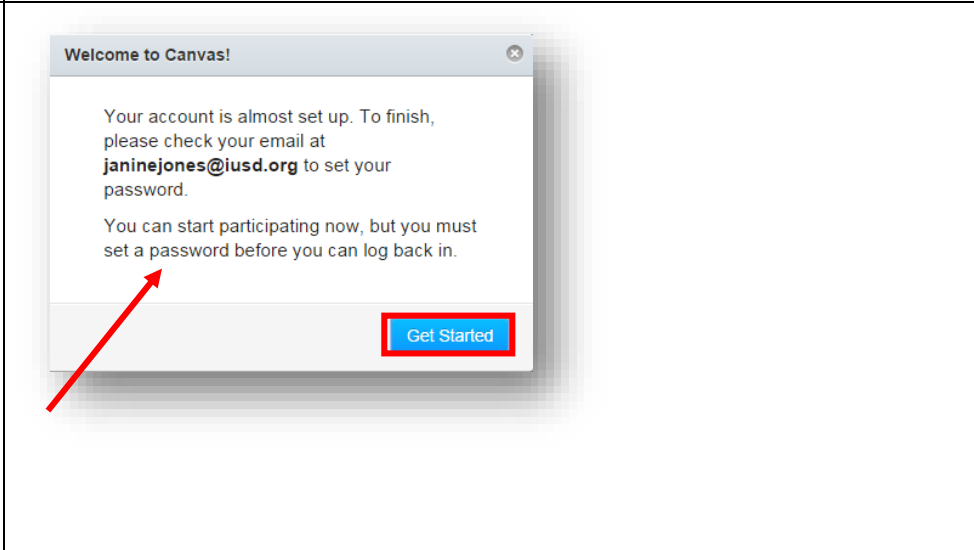 Welcome to Canvas!
Your account is almost set up. To finish,
please check your email at
janinejones@iusd.org to set your
password.
You can start participating now, but you must
set a password before you can log back in.
Get Started